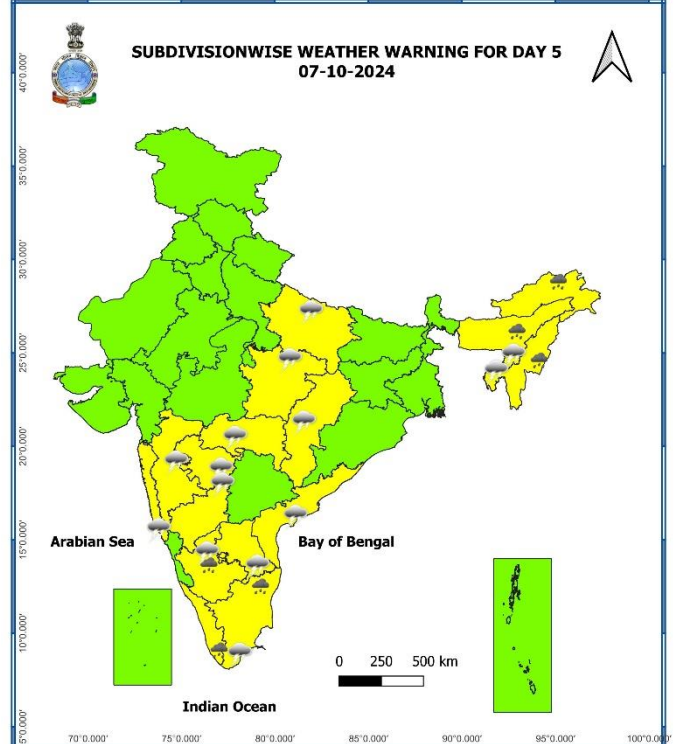 SUBDIVISIONWISE WEATHER WARNING FOR DAY 5
07-10-2024
40°0.000'
35°0.000'
30°0.000'
25°0.000'
20°0.000'
15°0.000'
10°0.000'
5°0.000'
Arabian Sea
Bay of Bengal
0 250 500 km
Indian Ocean
70°0.000' 75°0.000' 80°0.000' 85°0.000' 90°0.000' 95°0.000' 100°0.000'